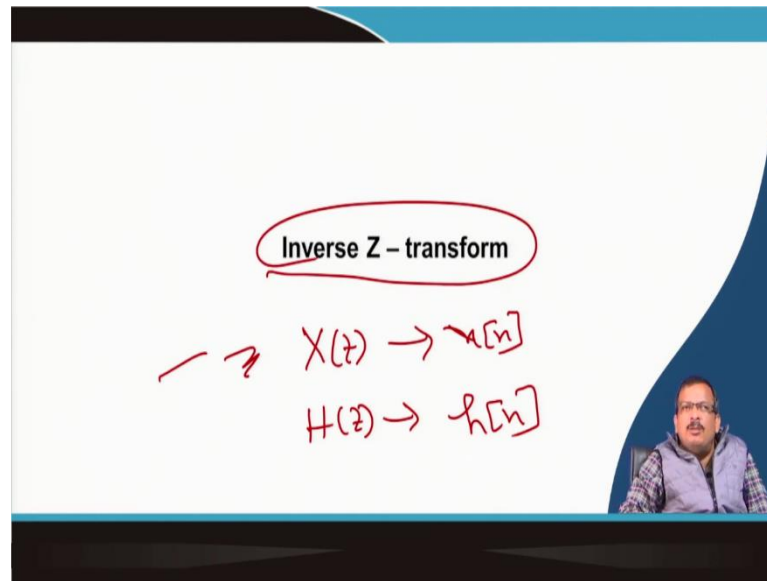 Inverse Z – transform
X(z) → x[n]
H(z) → h[n]